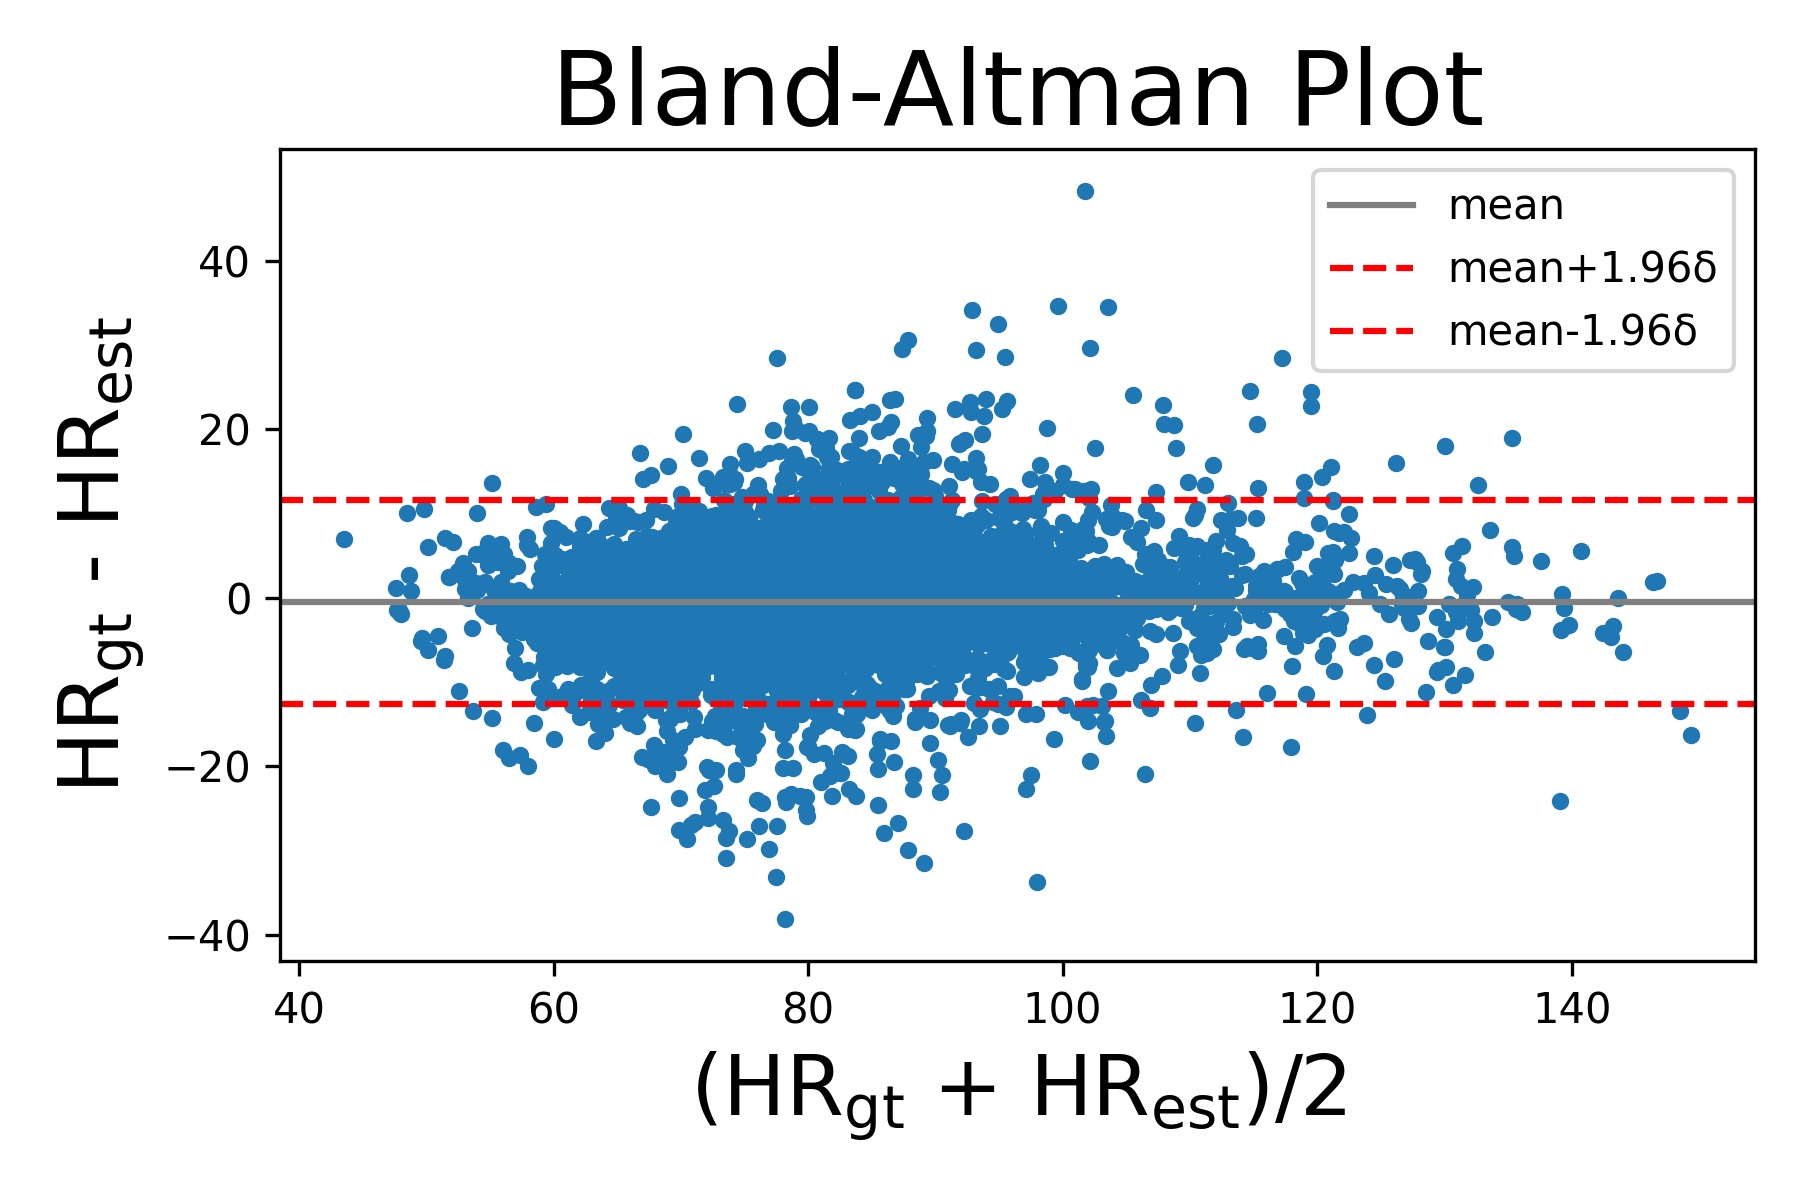 Bland-Altman Plot
mean
mean+1.96δ
mean-1.96δ
40
20
0
−20
−40
HRgt - HRest
40 60 80 100 120 140
(HRgt + HRest)/2